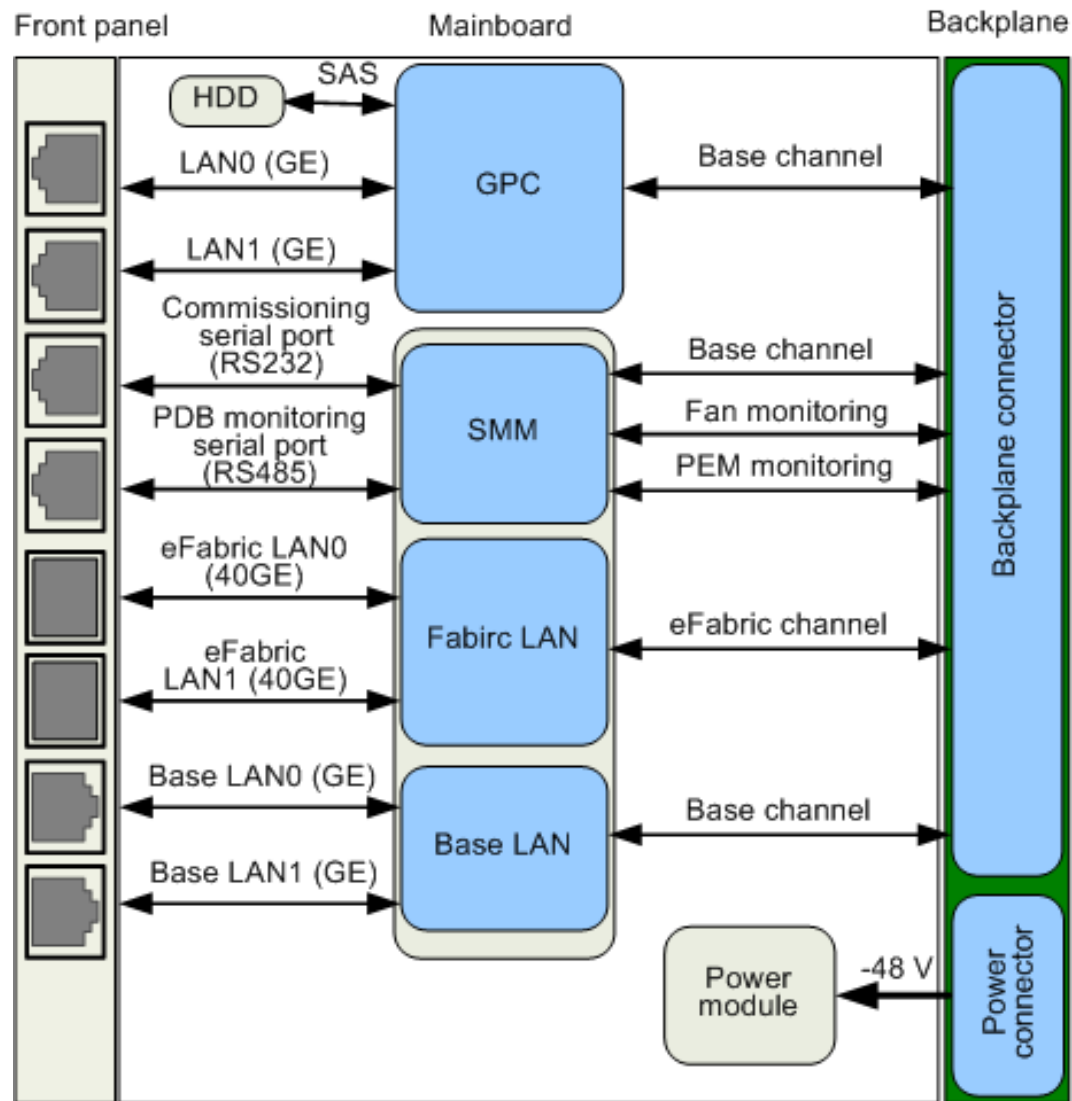 Front panel
Mainboard
Backplane
SAS
HDD
LAN0 (GE)
GPC
Base channel
LAN1 (GE)
Commissioning
serial port
(RS232)
Base channel
PDB monitoring
serial port
(RS485)
SMM
Fan monitoring
PEM monitoring
Backplane connector
eFabric LAN0
(40GE)
Fabirc LAN
eFabric channel
eFabric
LAN1 (40GE)
Base LAN0 (GE)
Base LAN
Base channel
Base LAN1 (GE)
Power
module
-48 V
Power
connector